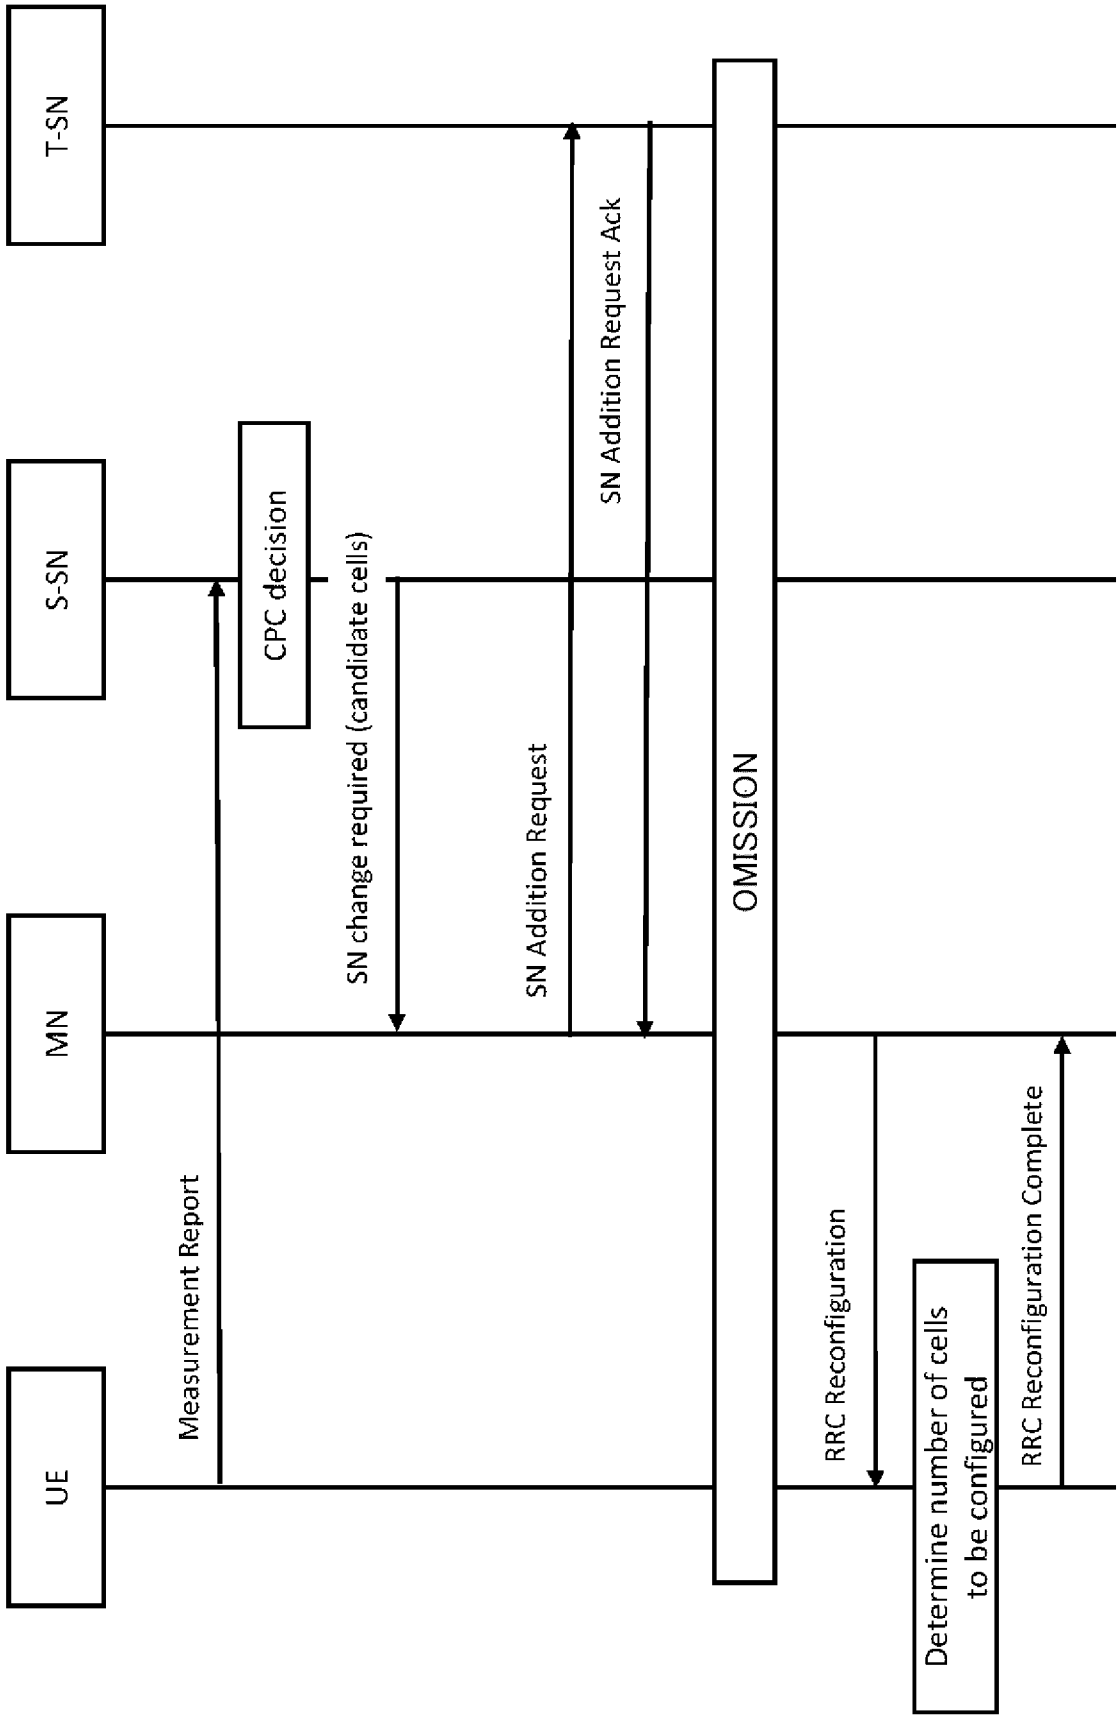 UE
MN
S-SN
T-SN
Measurement Report
CPC decision
SN change required (candidate cells)
SN Addition Request
SN Addition Request Ack
OMISSION
RRC Reconfiguration
Determine number of cells
to be configured
RRC Reconfiguration Complete